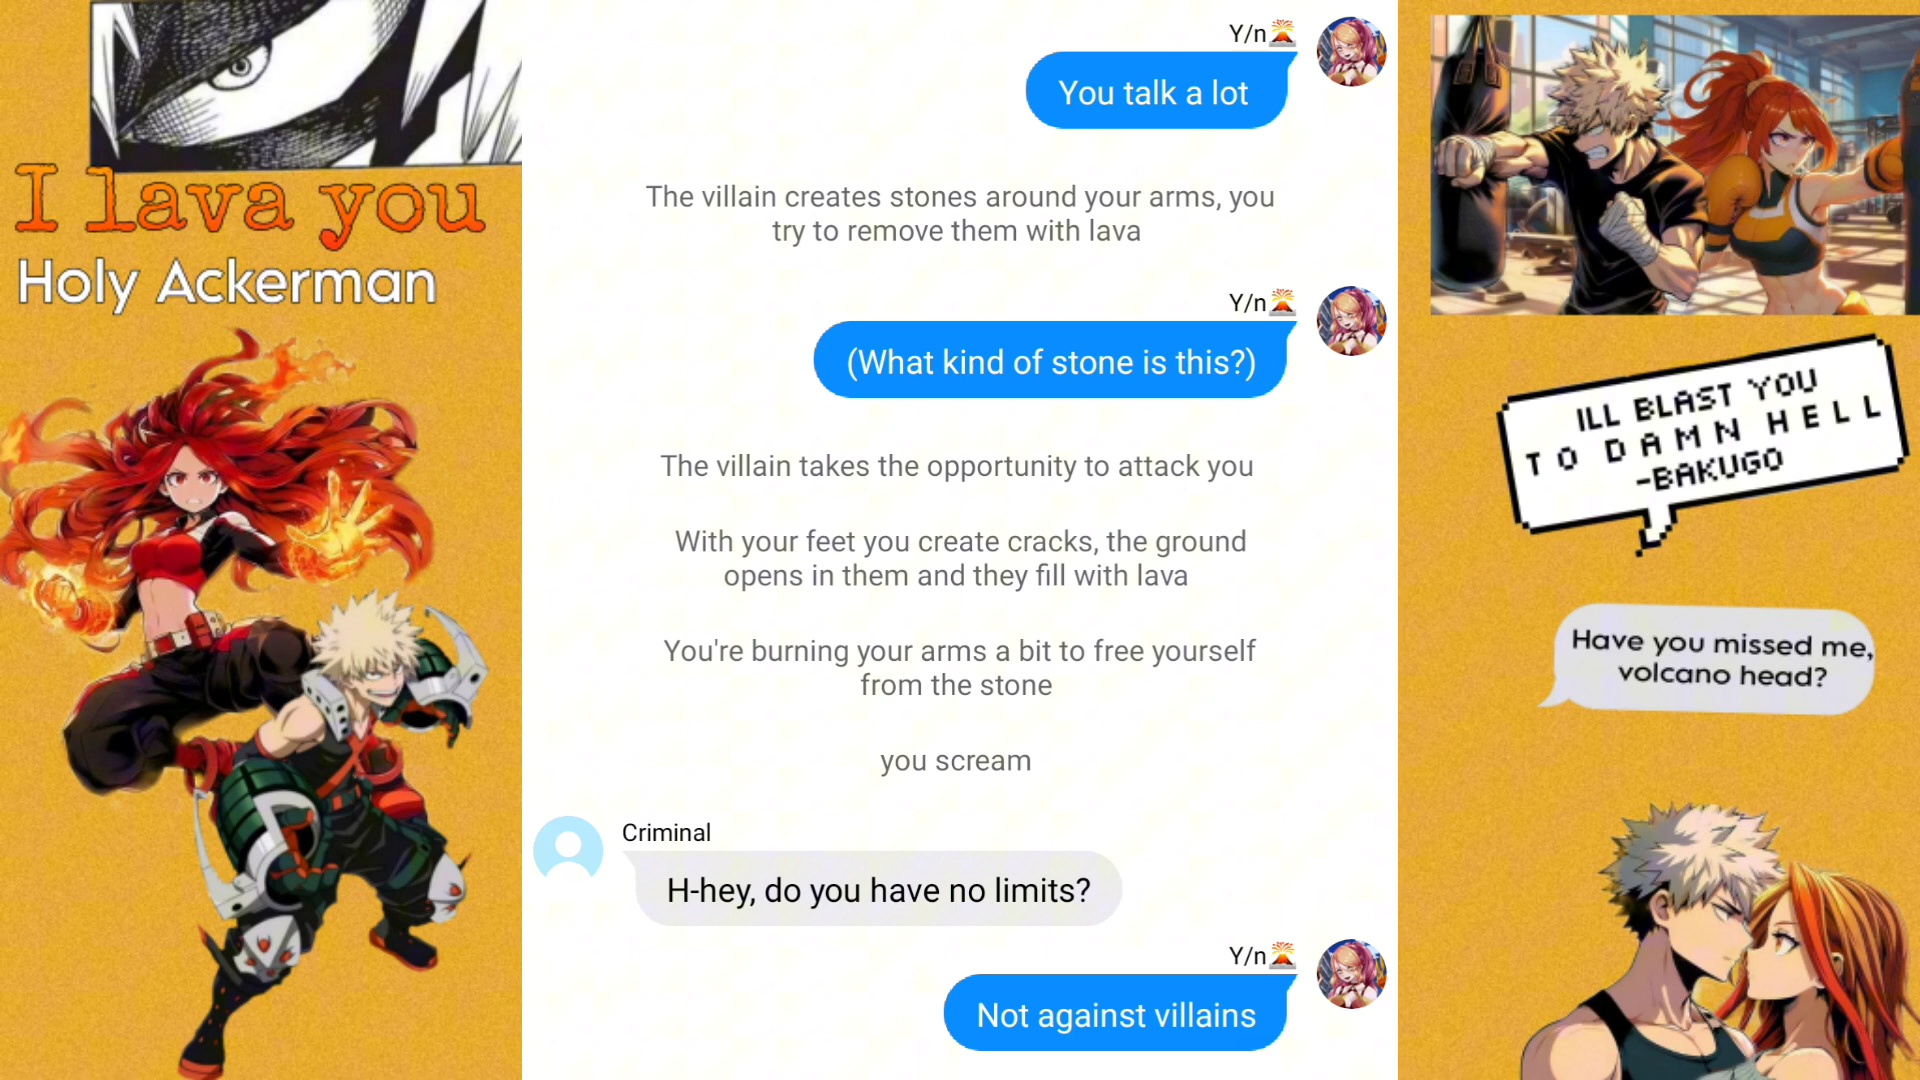 I lava you
Holy Ackerman
Y/n🌋
You talk a lot
The villain creates stones around your arms, you
try to remove them with lava
Y/n🌋
(What kind of stone is this?)
The villain takes the opportunity to attack you
With your feet you create cracks, the ground
opens in them and they fill with lava
You're burning your arms a bit to free yourself
from the stone
you scream
Criminal
H-hey, do you have no limits?
Y/n🌋
Not against villains
ILL BLAST YOU
TO DAMN HELL
-BAKUGO
Have you missed me,
volcano head?